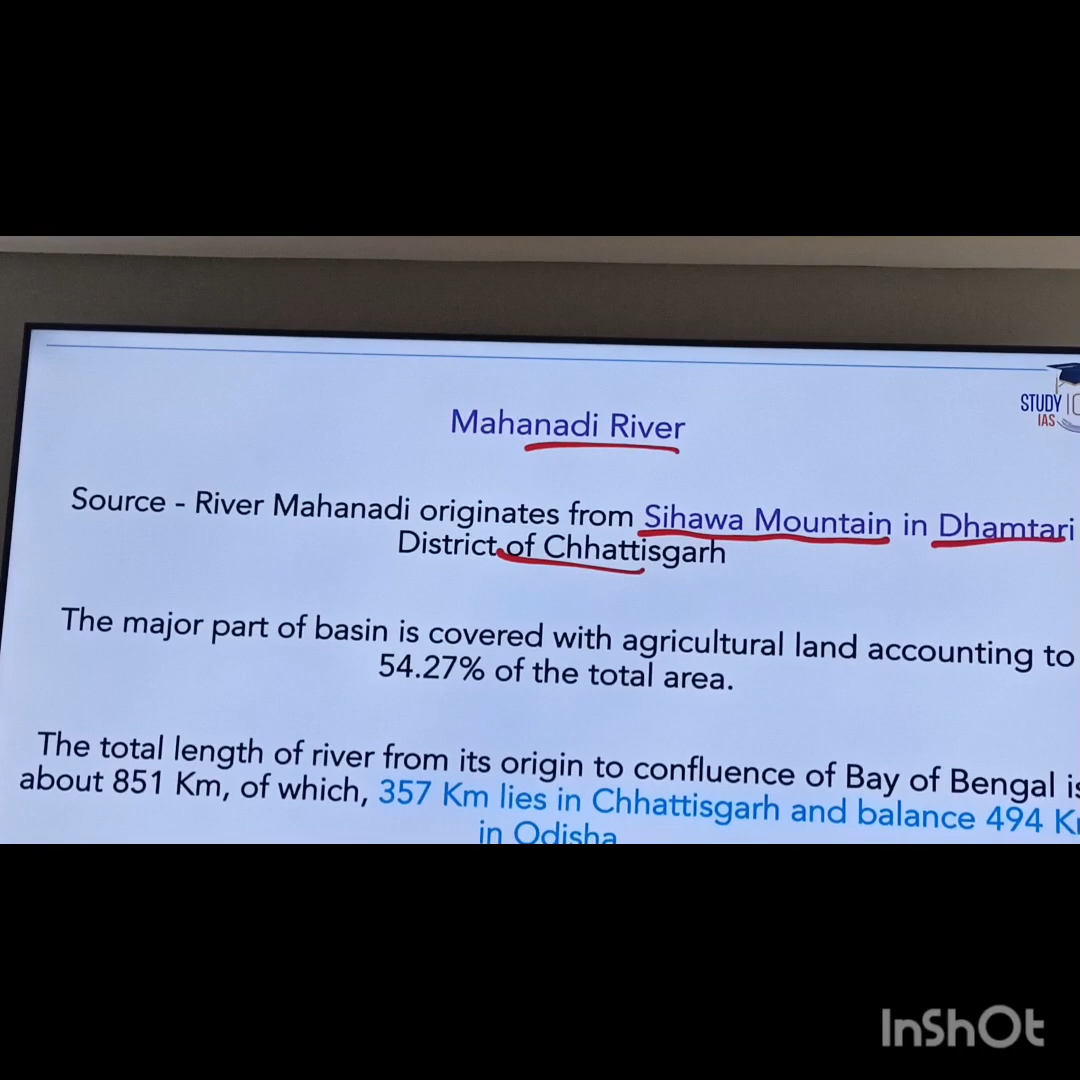 STUDY
IAS
Mahanadi River
Source - River Mahanadi originates from Sihawa Mountain in Dhamtari
District of Chhattisgarh
The major part of basin is covered with agricultural land accounting to
54.27% of the total area.
The total length of river from its origin to confluence of Bay of Bengal is
about 851 Km, of which, 357 Km lies in Chhattisgarh and balance 494
in Odisha
InShOt